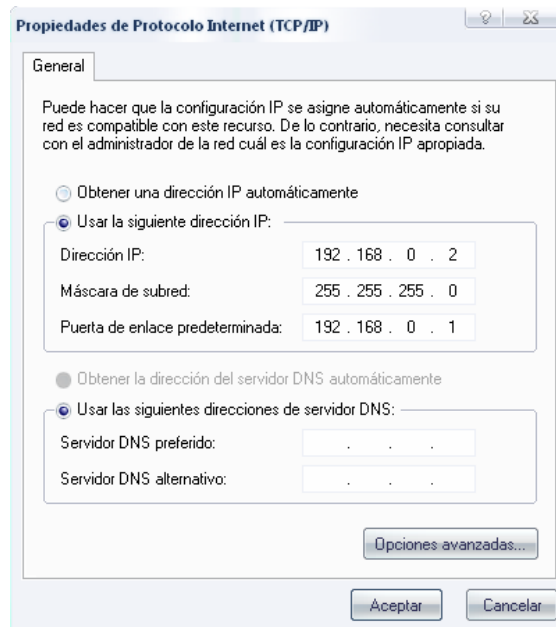 Propiedades de Protocolo Internet (TCP/IP)
General
Puede hacer que la configuración IP se asigne automáticamente si su
red es compatible con este recurso. De lo contrario, necesita consultar
con el administrador de la red cuál es la configuración IP apropiada.
Obtener una dirección IP automáticamente
Usar la siguiente dirección IP:
Dirección IP: 192 . 168 . 0 . 2
Máscara de subred: 255 . 255 . 255 . 0
Puerta de enlace predeterminada: 192 . 168 . 0 . 1
Obtener la dirección del servidor DNS automáticamente
Usar las siguientes direcciones de servidor DNS:
Servidor DNS preferido: . . .
Servidor DNS alternativo: . . .
Opciones avanzadas...
Aceptar Cancelar